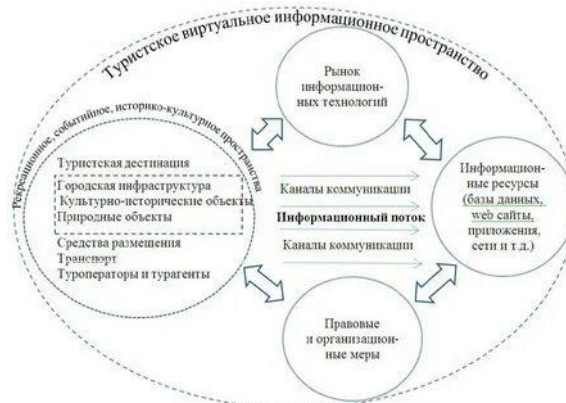 Туристское виртуальное информационное пространство
Рынок
информацион-
ных технологий
Рекреационное, событийное, историко-культурное пространства
Туристская дестинация
Городская инфраструктура
Культурно-исторические объекты
Природные объекты
Средства размещения
Транспорт
Туроператоры и турагенты
Каналы коммуникации
Информационный поток
Каналы коммуникации
Информацион-
ные ресурсы
(базы данных,
web сайты,
приложения,
сети и т.д.)
Правовые
и организацион-
ные меры